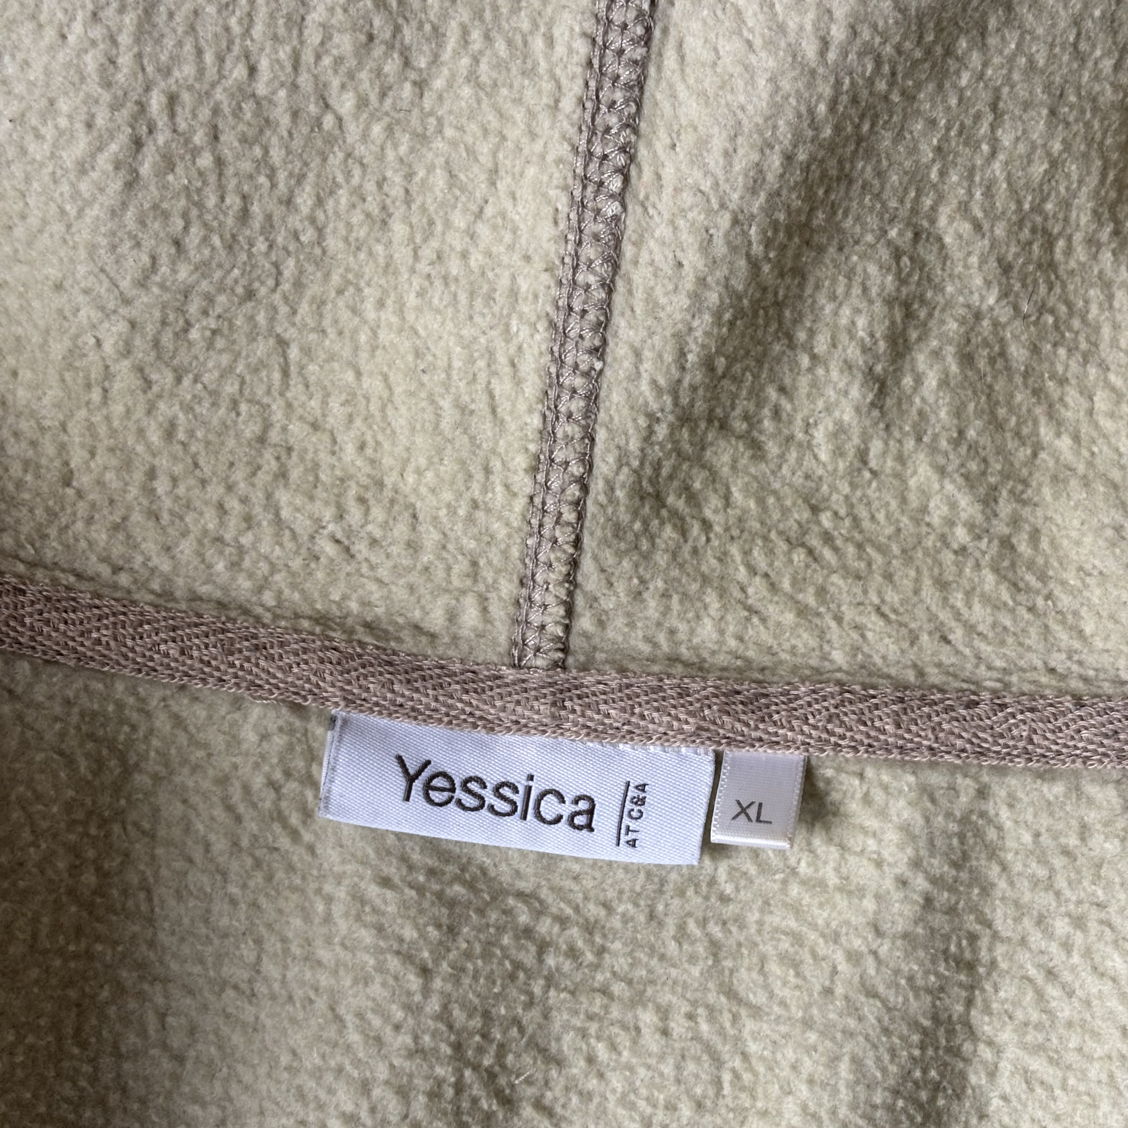 Yessica
AT C&A
XL